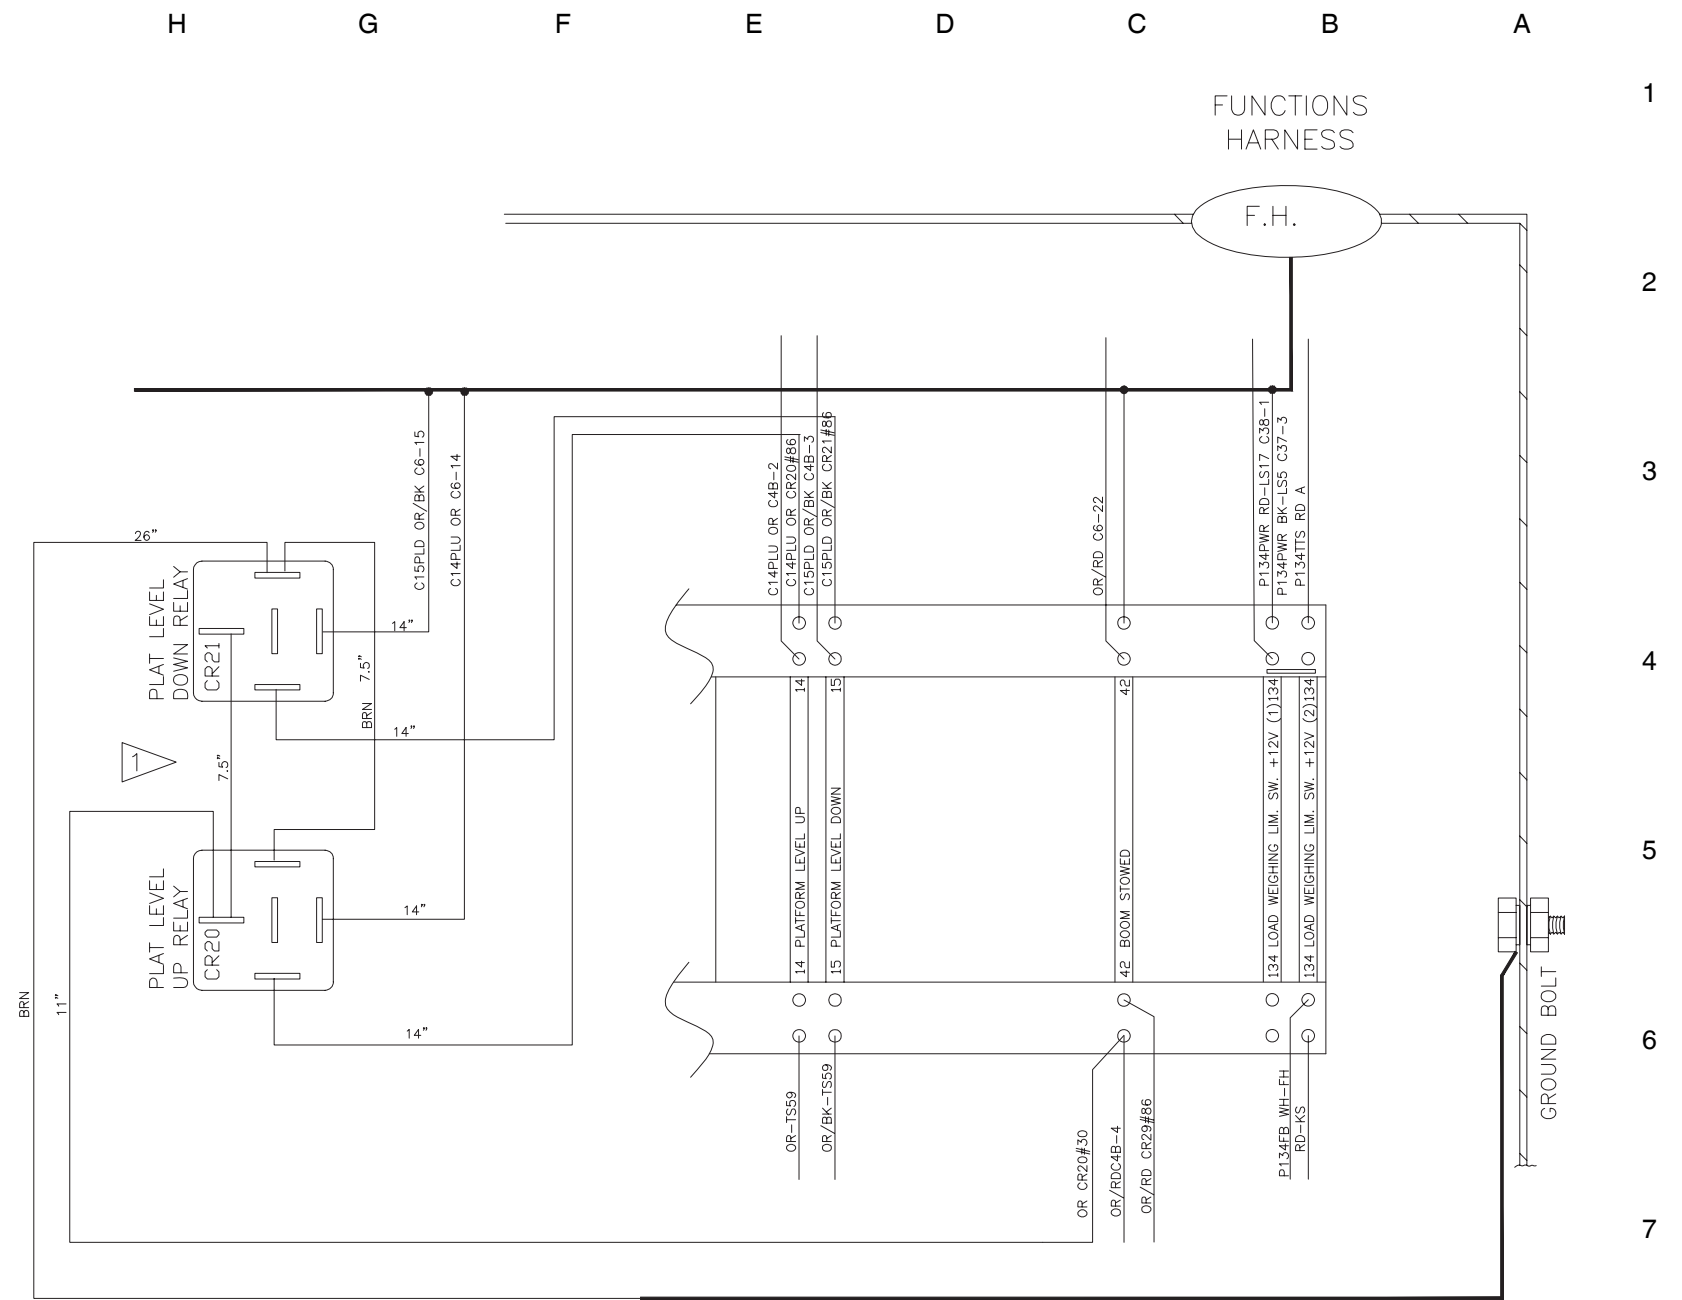 H G F E D C B A
1
FUNCTIONS
HARNESS
F.H.
2
3
C15PLD OR/BK C6-15
C14PLU OR C6-14
C14PLU OR C4B-2
C14PLU OR CR20#86
C15PLD OR/BK C4B-3
C15PLD OR/BK CR21#86
OR/RD C6-22
P134PWR RD-LS17 C38-1
P134PWR BK-LS5 C37-3
P134TTS RD A
26"
PLAT LEVEL
DOWN RELAY
CR21
14"
BRN 7.5"
14"
4
14
15
42
(1)134
(2)134
1
7.5"
14 PLATFORM LEVEL UP
15 PLATFORM LEVEL DOWN
42 BOOM STOWED
134 LOAD WEIGHING LIM. SW. +12V
134 LOAD WEIGHING LIM. SW. +12V
5
PLAT LEVEL
UP RELAY
CR20
14"
14"
BRN
11"
6
GROUND BOLT
OR-TS59
OR/BK-TS59
OR CR20#30
OR/RDC4B-4
OR/RD CR29#86
P134FB WH-FH
RD-KS
7